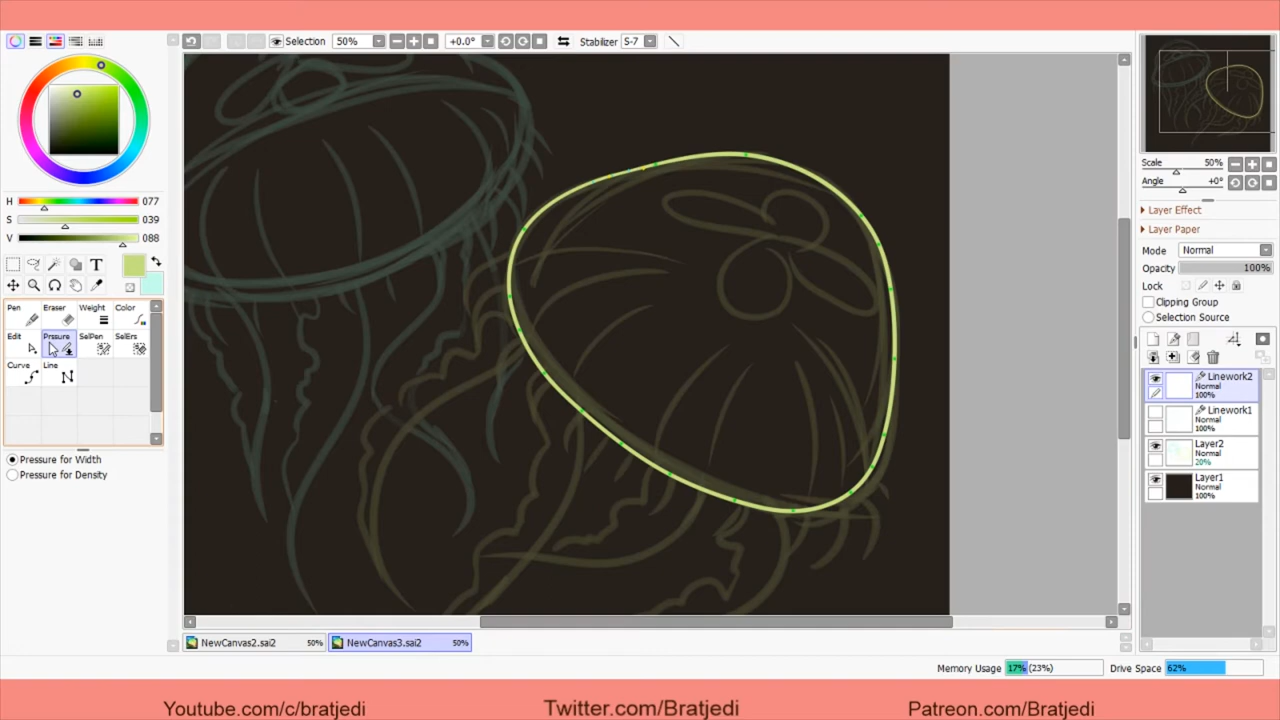 Selection 50% +0.0° Stabilizer S-7
H 077
S 039
V 088
T
Pen Eraser Weight Color
Edit Prssure SelPen SelErs
Curve Line
Pressure for Width
Pressure for Density
Scale 50%
Angle +0°
Layer Effect
Layer Paper
Mode Normal
Opacity 100%
Lock
Clipping Group
Selection Source
Linework2
Normal
100%
Linework1
Normal
100%
Layer2
Normal
20%
Layer1
Normal
100%
NewCanvas2.sai2 50% NewCanvas3.sai2 50%
Memory Usage 17% (23%) Drive Space 62%
Youtube.com/c/bratjedi Twitter.com/Bratjedi Patreon.com/Bratjedi